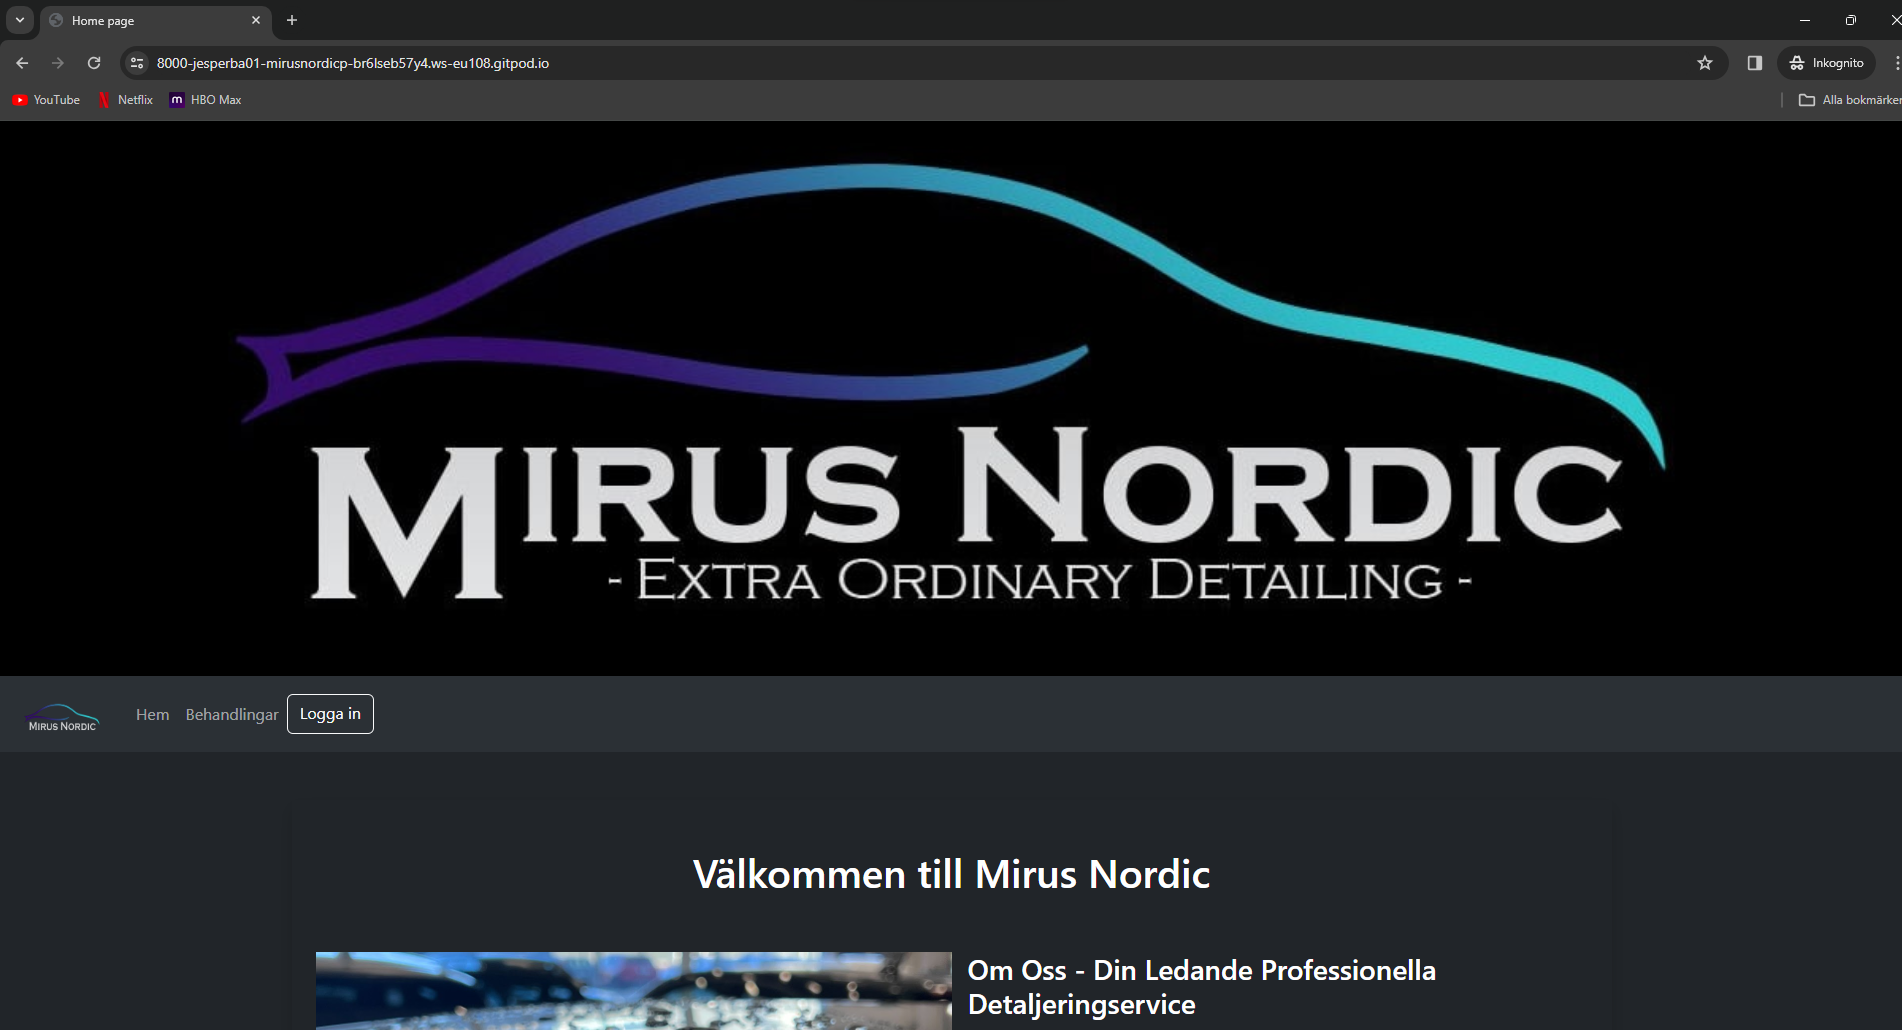 Home page
8000-jesperba01-mirusnordicp-br6lseb57y4.ws-eu108.gitpod.io
Inkognito
YouTube Netflix m HBO Max
Alla bokmärken
MIRUS NORDIC
- EXTRA ORDINARY DETAILING -
MIRUS NORDIC
Hem Behandlingar Logga in
Välkommen till Mirus Nordic
Om Oss - Din Ledande Professionella
Detaljeringservice